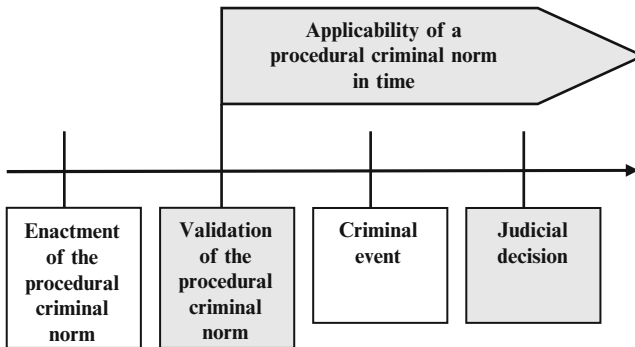 Applicability of a
procedural criminal norm
in time
Enactment
of the
procedural
criminal
norm
Validation
of the
procedural
criminal
norm
Criminal
event
Judicial
decision